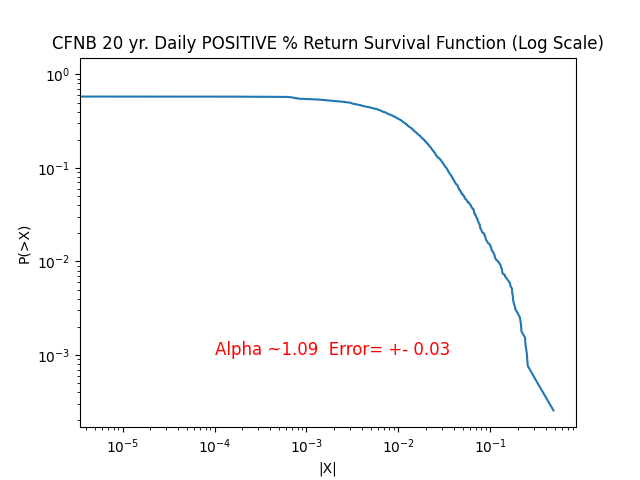 CFNB 20 yr. Daily POSITIVE % Return Survival Function (Log Scale)
P(>X)
10⁰
10⁻¹
10⁻²
10⁻³
Alpha ~1.09  Error= +- 0.03
10⁻⁵ 10⁻⁴ 10⁻³ 10⁻² 10⁻¹
|X|